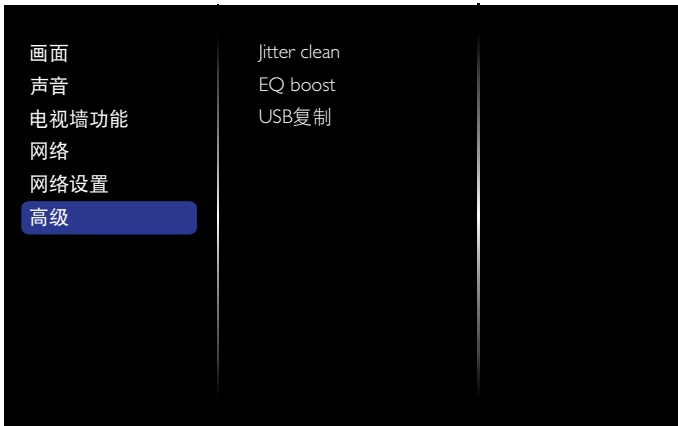 画面
声音
电视墙功能
网络
网络设置
高级
Jitter clean
EQ boost
USB复制